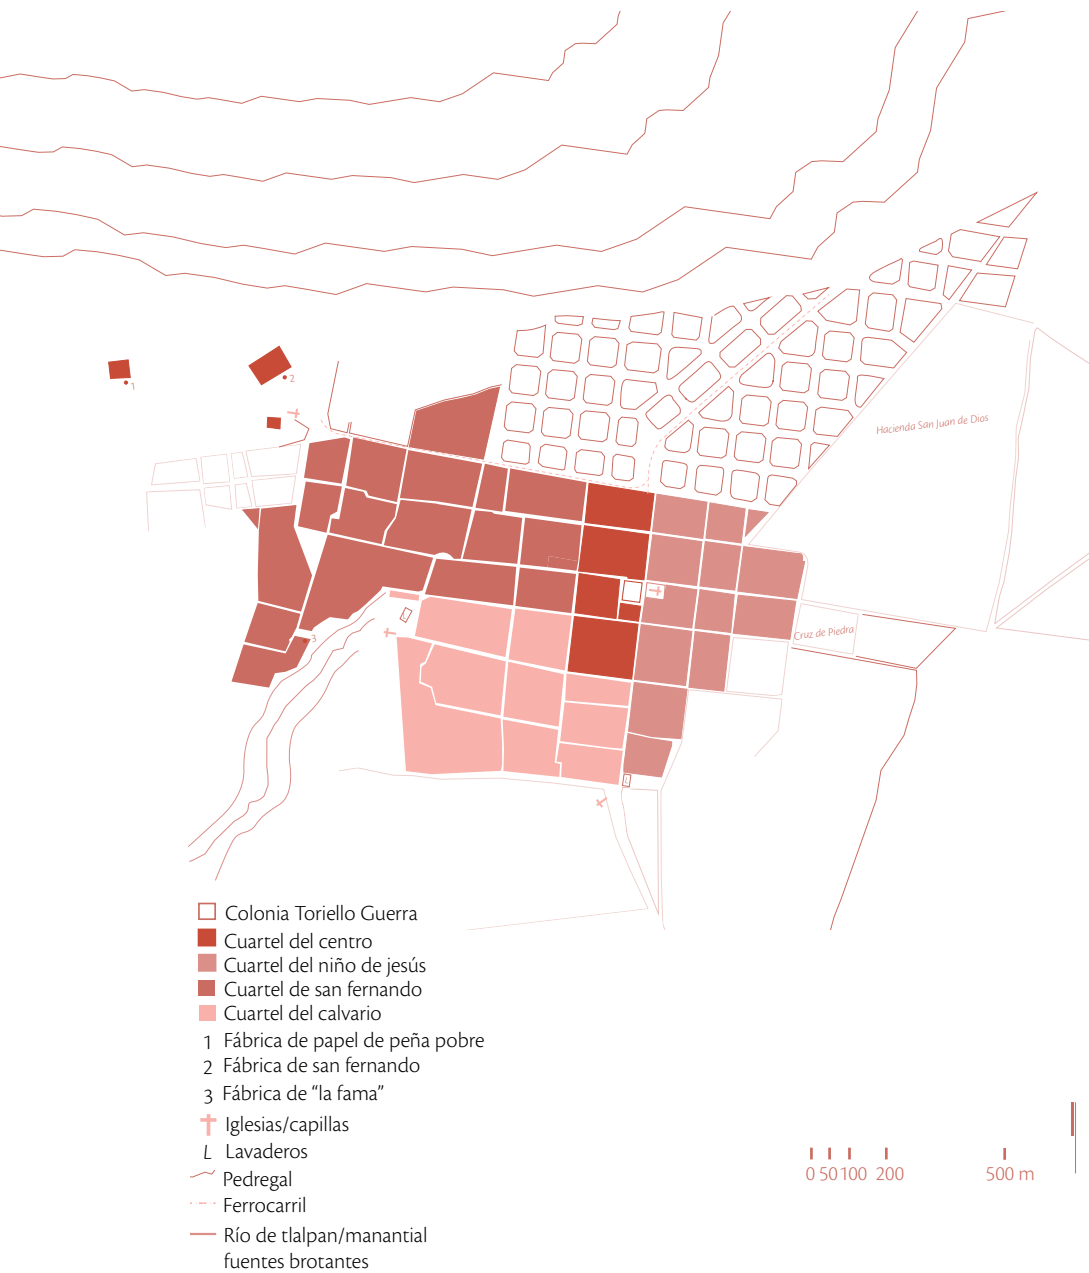 1
2
Hacienda San Juan de Dios
Cruz de Piedra
3
Colonia Toriello Guerra
Cuartel del centro
Cuartel del niño de jesús
Cuartel de san fernando
Cuartel del calvario
1 Fábrica de papel de peña pobre
2 Fábrica de san fernando
3 Fábrica de “la fama”
Iglesias/capillas
L Lavaderos
Pedregal
Ferrocarril
Río de tlalpan/manantial
fuentes brotantes
0 50 100 200 500 m